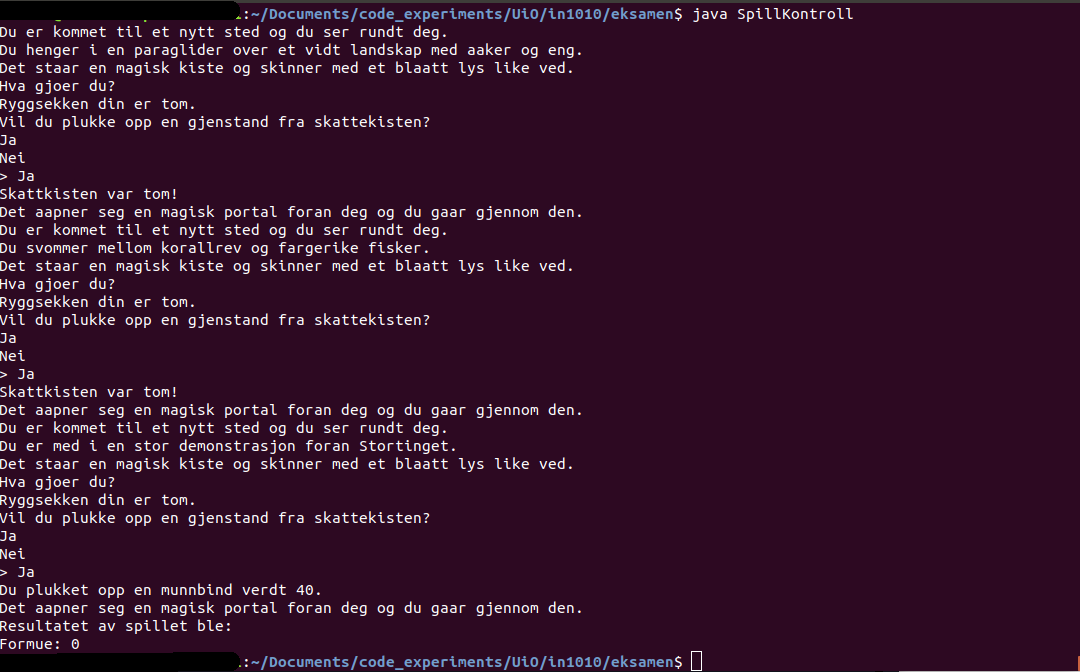 :~/Documents/code_experiments/UiO/in1010/eksamen$ java SpillKontroll
Du er kommet til et nytt sted og du ser rundt deg.
Du henger i en paraglider over et vidt landskap med aaker og eng.
Det staar en magisk kiste og skinner med et blaatt lys like ved.
Hva gjoer du?
Ryggsekken din er tom.
Vil du plukke opp en gjenstand fra skattekisten?
Ja
Nei
> Ja
Skattkisten var tom!
Det aapner seg en magisk portal foran deg og du gaar gjennom den.
Du er kommet til et nytt sted og du ser rundt deg.
Du svommer mellom korallrev og fargerike fisker.
Det staar en magisk kiste og skinner med et blaatt lys like ved.
Hva gjoer du?
Ryggsekken din er tom.
Vil du plukke opp en gjenstand fra skattekisten?
Ja
Nei
> Ja
Skattkisten var tom!
Det aapner seg en magisk portal foran deg og du gaar gjennom den.
Du er kommet til et nytt sted og du ser rundt deg.
Du er med i en stor demonstrasjon foran Stortinget.
Det staar en magisk kiste og skinner med et blaatt lys like ved.
Hva gjoer du?
Ryggsekken din er tom.
Vil du plukke opp en gjenstand fra skattekisten?
Ja
Nei
> Ja
Du plukket opp en munnbind verdt 40.
Det aapner seg en magisk portal foran deg og du gaar gjennom den.
Resultatet av spillet ble:
Formue: 0
:~/Documents/code_experiments/UiO/in1010/eksamen$